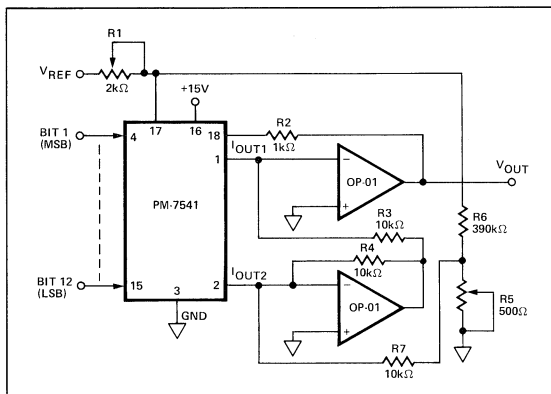 R1
VREF
2kΩ
+15V
BIT 1
(MSB)
4
17
16
18
R2
1kΩ
IOUT1
1
−
OP-01
+
VOUT
PM-7541
R3
10kΩ
R4
10kΩ
R6
390kΩ
BIT 12
(LSB)
15
3
2
IOUT2
−
OP-01
+
R5
500Ω
GND
R7
10kΩ